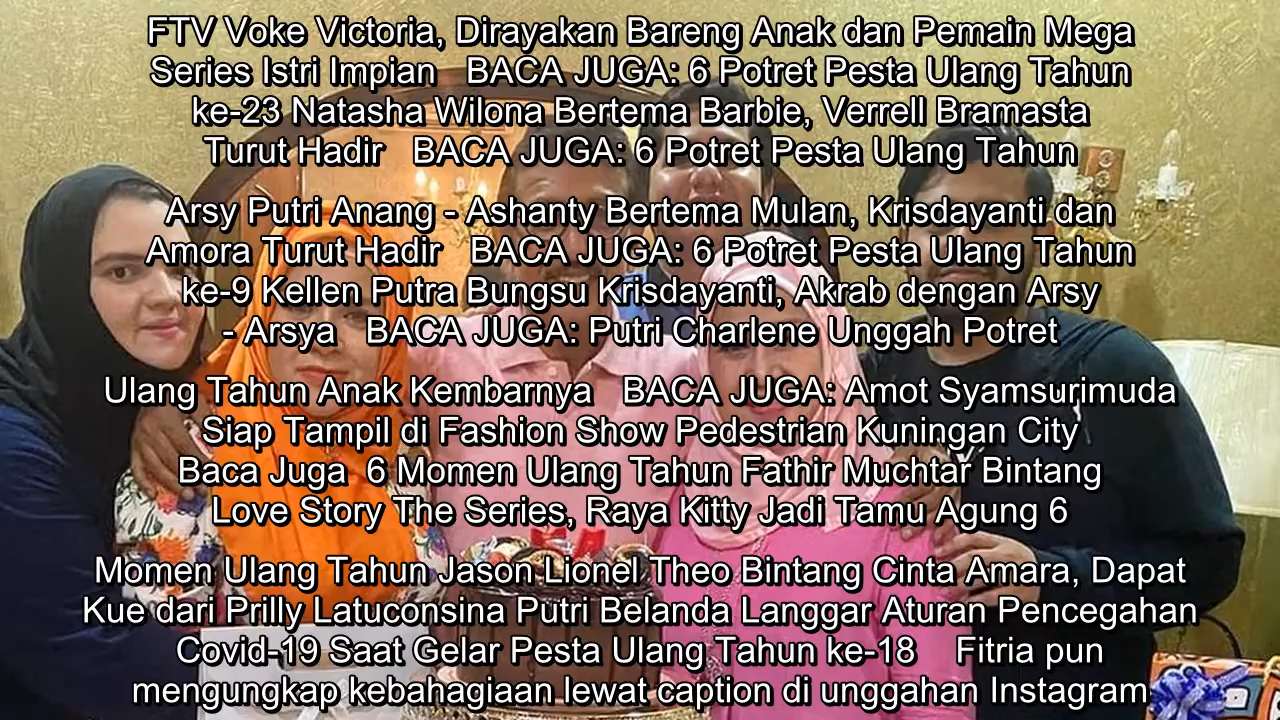 FTV Voke Victoria, Dirayakan Bareng Anak dan Pemain Mega
Series Istri Impian   BACA JUGA: 6 Potret Pesta Ulang Tahun
ke-23 Natasha Wilona Bertema Barbie, Verrell Bramasta
Turut Hadir   BACA JUGA: 6 Potret Pesta Ulang Tahun
Arsy Putri Anang - Ashanty Bertema Mulan, Krisdayanti dan
Amora Turut Hadir   BACA JUGA: 6 Potret Pesta Ulang Tahun
ke-9 Kellen Putra Bungsu Krisdayanti, Akrab dengan Arsy
- Arsya   BACA JUGA: Putri Charlene Unggah Potret
Ulang Tahun Anak Kembarnya   BACA JUGA: Amot Syamsurimuda
Siap Tampil di Fashion Show Pedestrian Kuningan City
Baca Juga  6 Momen Ulang Tahun Fathir Muchtar Bintang
Love Story The Series, Raya Kitty Jadi Tamu Agung 6
Momen Ulang Tahun Jason Lionel Theo Bintang Cinta Amara, Dapat
Kue dari Prilly Latuconsina Putri Belanda Langgar Aturan Pencegahan
Covid-19 Saat Gelar Pesta Ulang Tahun ke-18    Fitria pun
mengungkap kebahagiaan lewat caption di unggahan Instagram